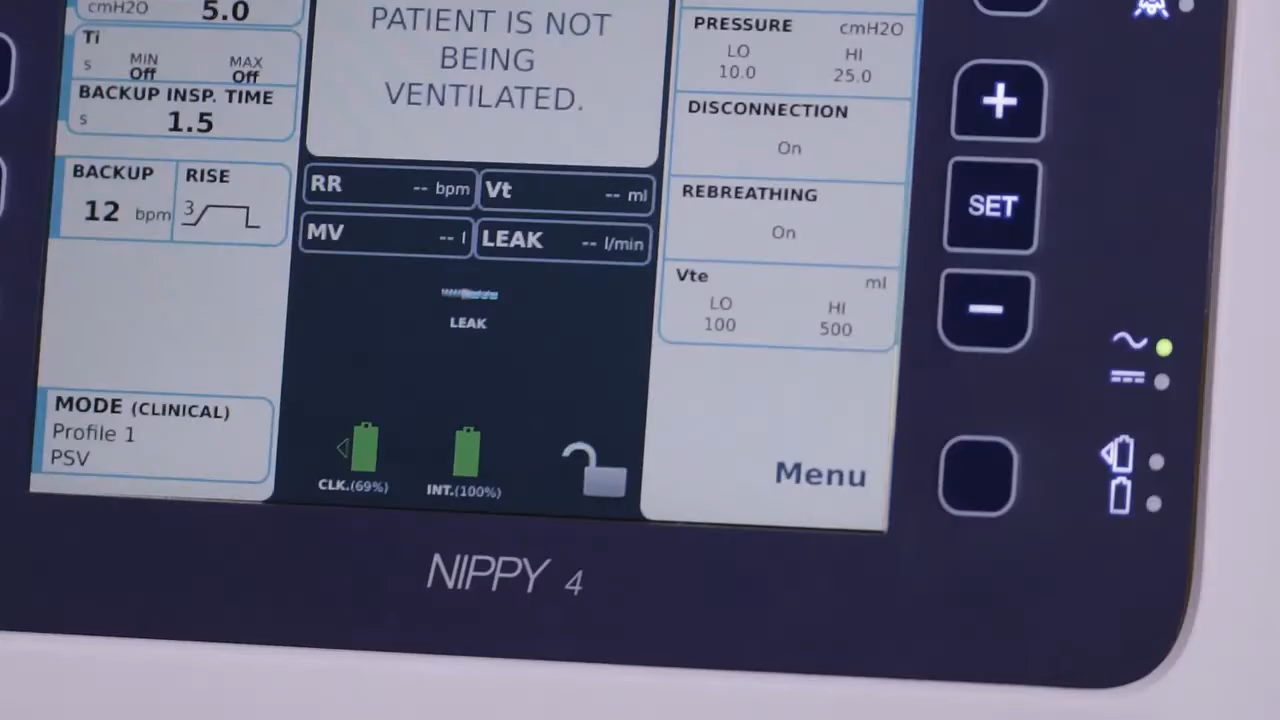 cmH2O 5.0
Ti
s MIN MAX
Off Off
BACKUP INSP. TIME
s 1.5
BACKUP RISE
12 bpm 3
MODE (CLINICAL)
Profile 1
PSV
PATIENT IS NOT
BEING
VENTILATED.
RR -- bpm Vt -- ml
MV -- l LEAK -- l/min
LEAK
CLK.(69%) INT.(100%)
PRESSURE cmH2O
LO HI
10.0 25.0
DISCONNECTION
On
REBREATHING
On
Vte ml
LO HI
100 500
Menu
+
SET
−
NIPPY 4